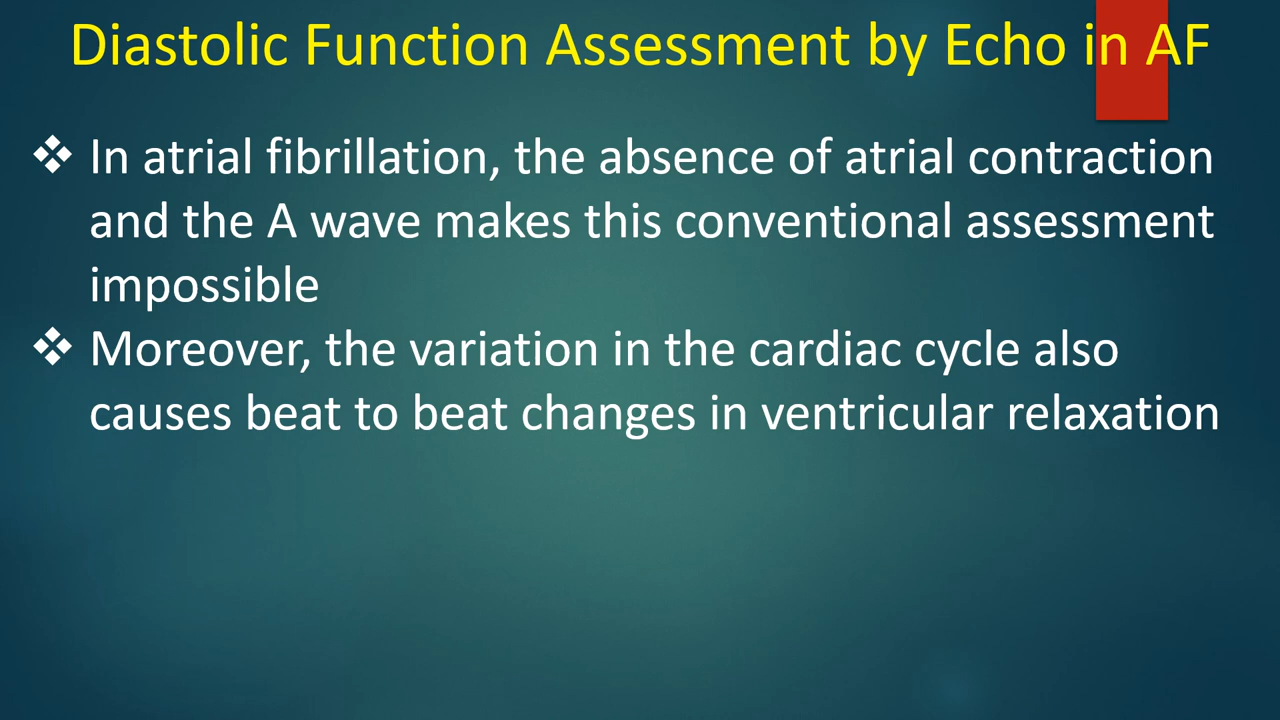 Diastolic Function Assessment by Echo in AF
❖ In atrial fibrillation, the absence of atrial contraction
and the A wave makes this conventional assessment
impossible
❖ Moreover, the variation in the cardiac cycle also
causes beat to beat changes in ventricular relaxation